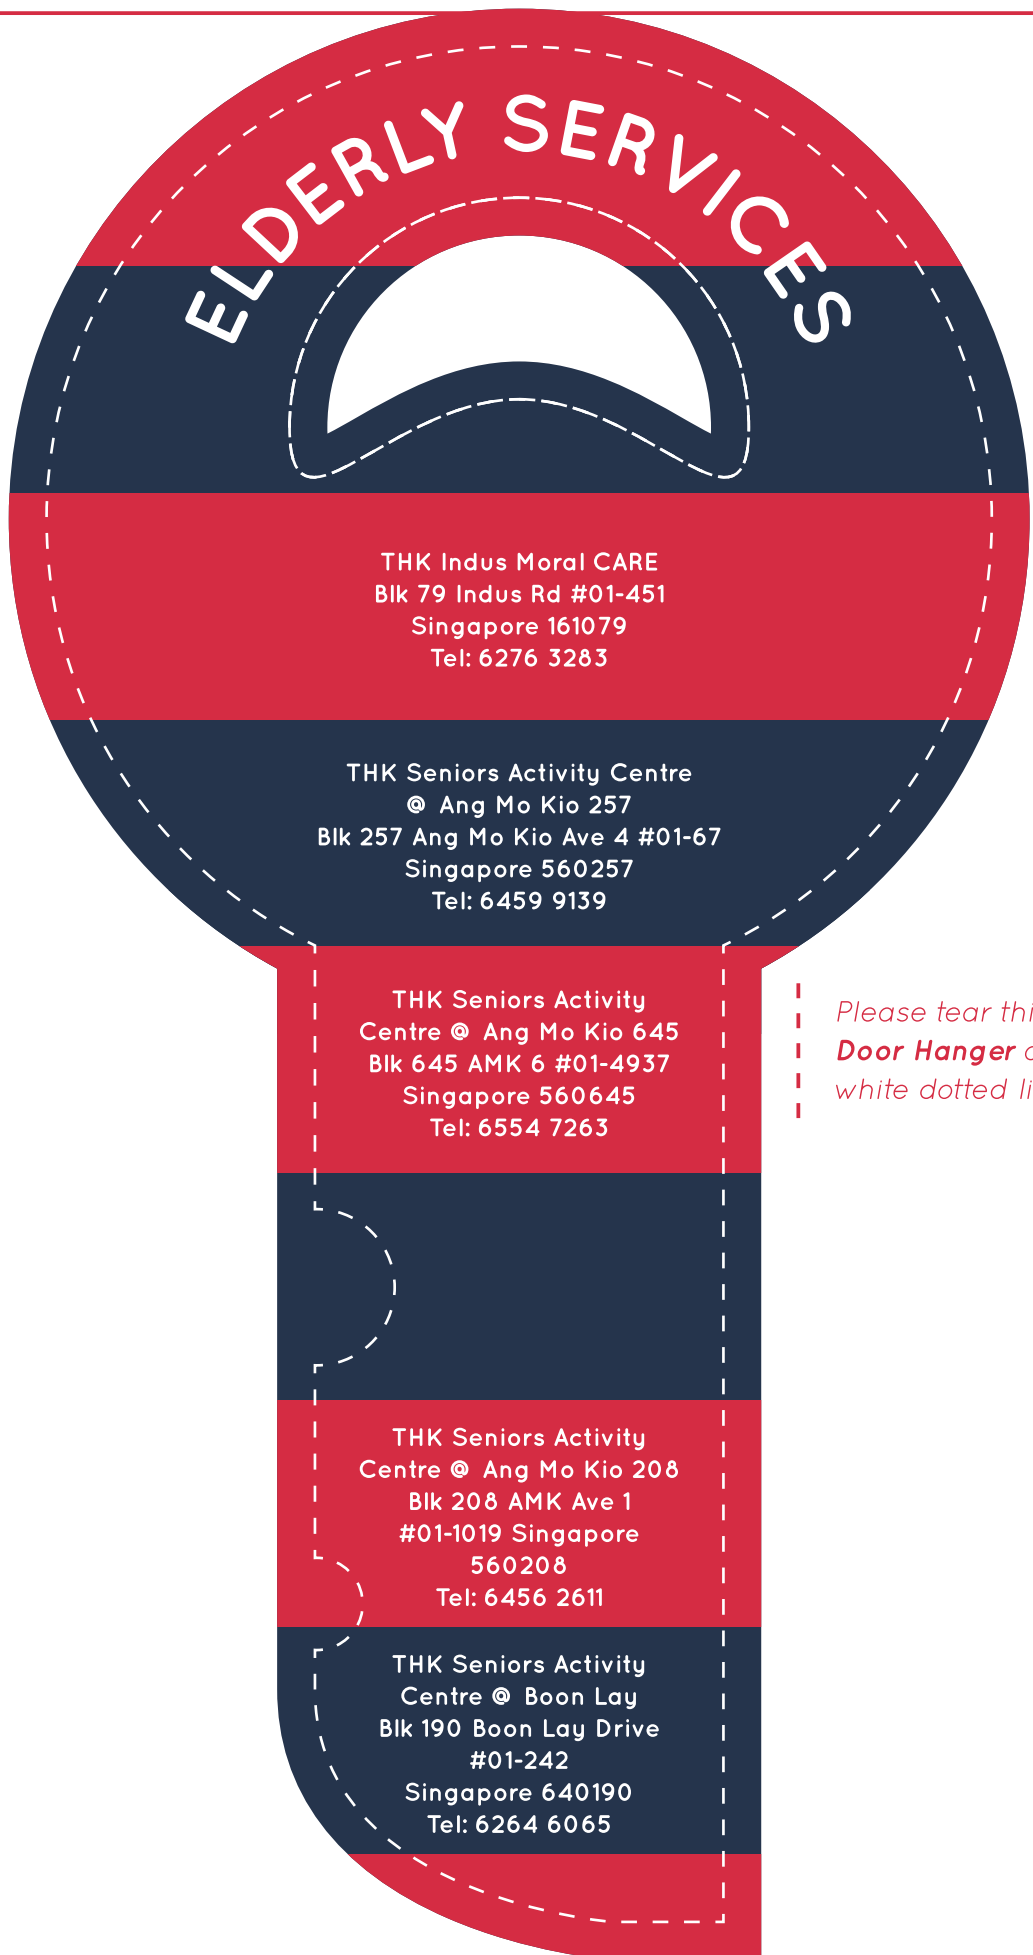 ELDERLY SERVICES
THK Indus Moral CARE
Blk 79 Indus Rd #01-451
Singapore 161079
Tel: 6276 3283
THK Seniors Activity Centre
@ Ang Mo Kio 257
Blk 257 Ang Mo Kio Ave 4 #01-67
Singapore 560257
Tel: 6459 9139
THK Seniors Activity
Centre @ Ang Mo Kio 645
Blk 645 AMK 6 #01-4937
Singapore 560645
Tel: 6554 7263
Please tear
Door Hanger
white dotted
THK Seniors Activity
Centre @ Ang Mo Kio 208
Blk 208 AMK Ave 1
#01-1019 Singapore
560208
Tel: 6456 2611
THK Seniors Activity
Centre @ Boon Lay
Blk 190 Boon Lay Drive
#01-242
Singapore 640190
Tel: 6264 6065